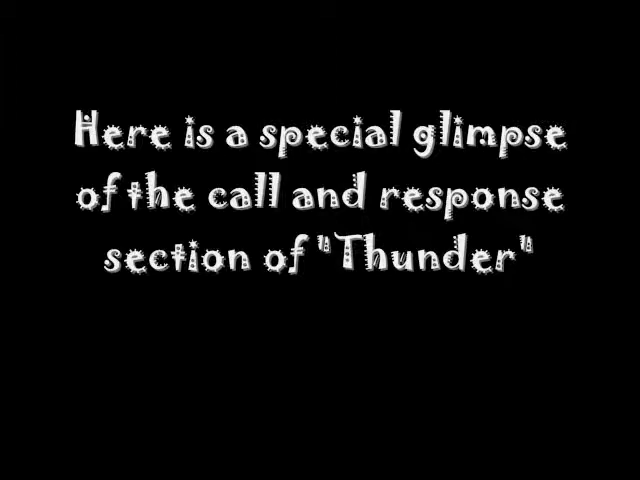 Here is a special glimpse
of the call and response
section of "Thunder"